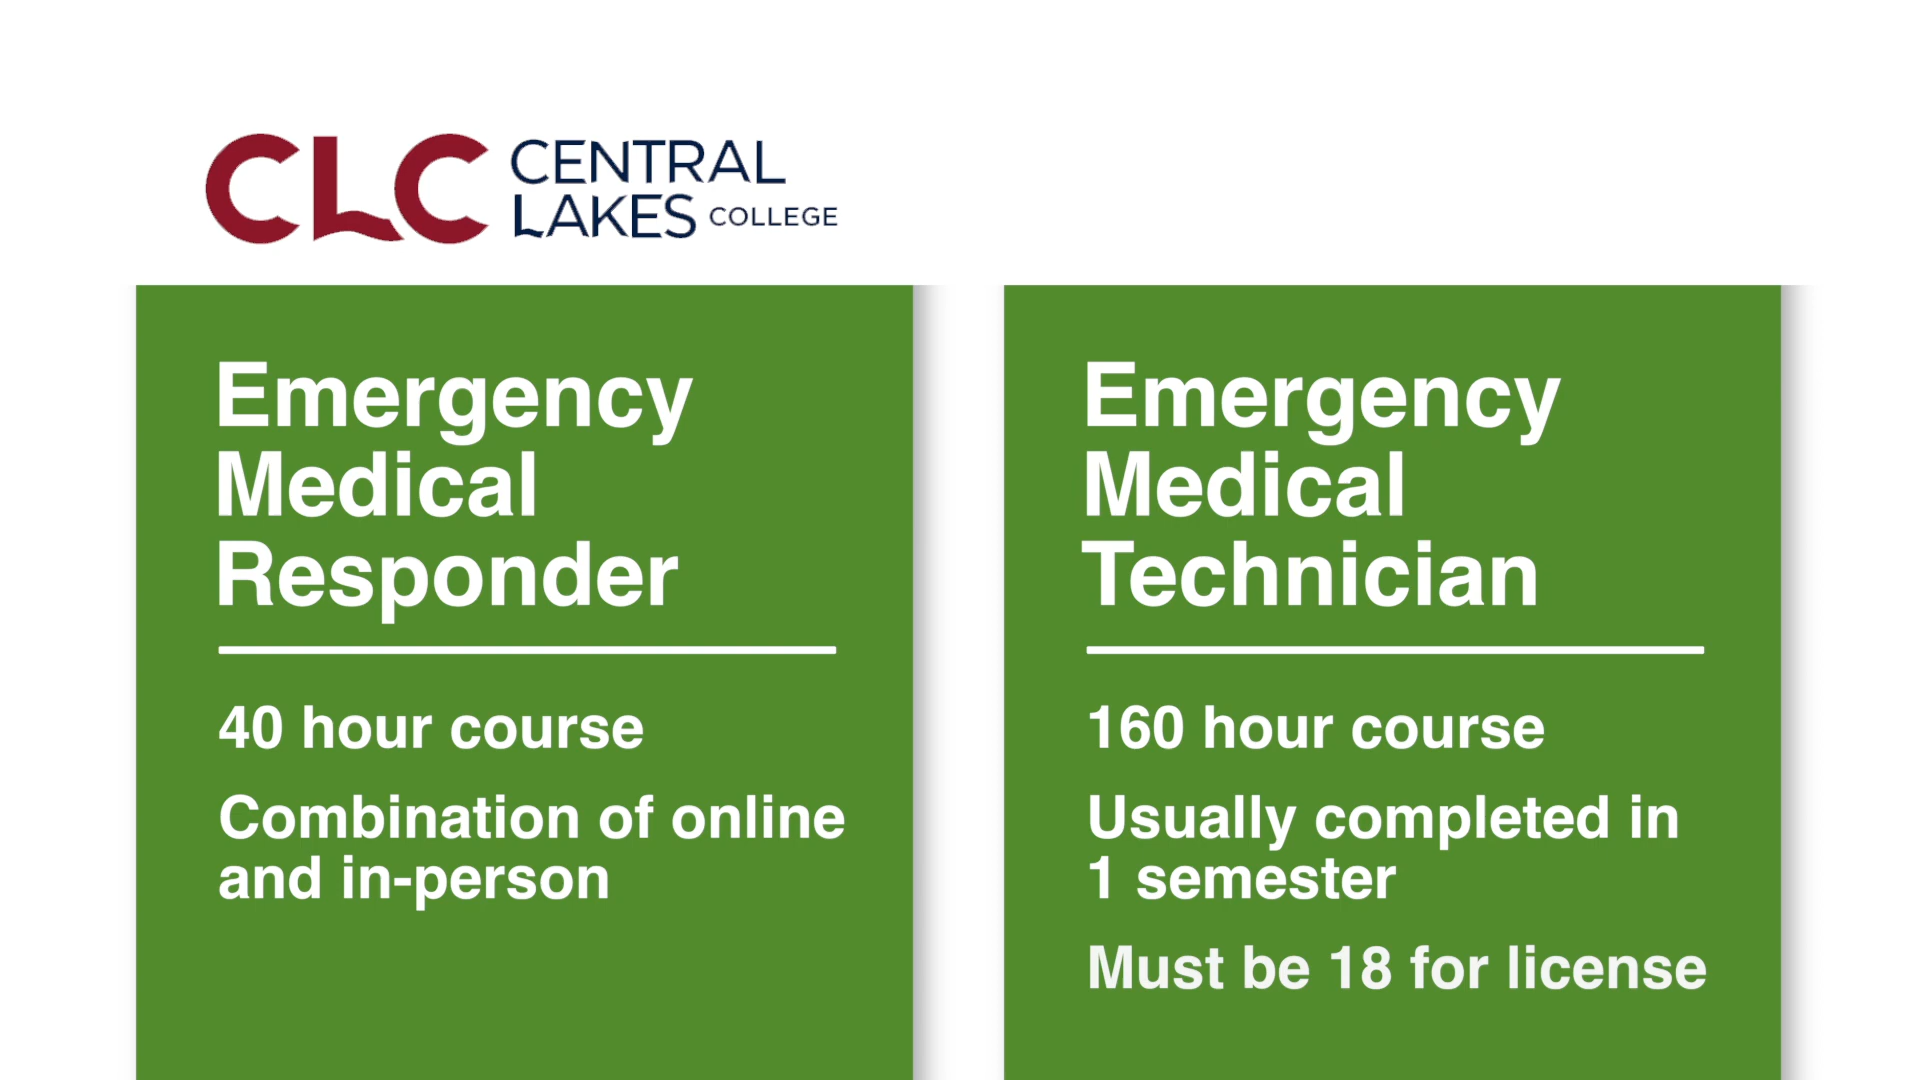 CLC CENTRAL
LAKES COLLEGE
Emergency
Medical
Responder
40 hour course
Combination of online
and in-person
Emergency
Medical
Technician
160 hour course
Usually completed in
1 semester
Must be 18 for license